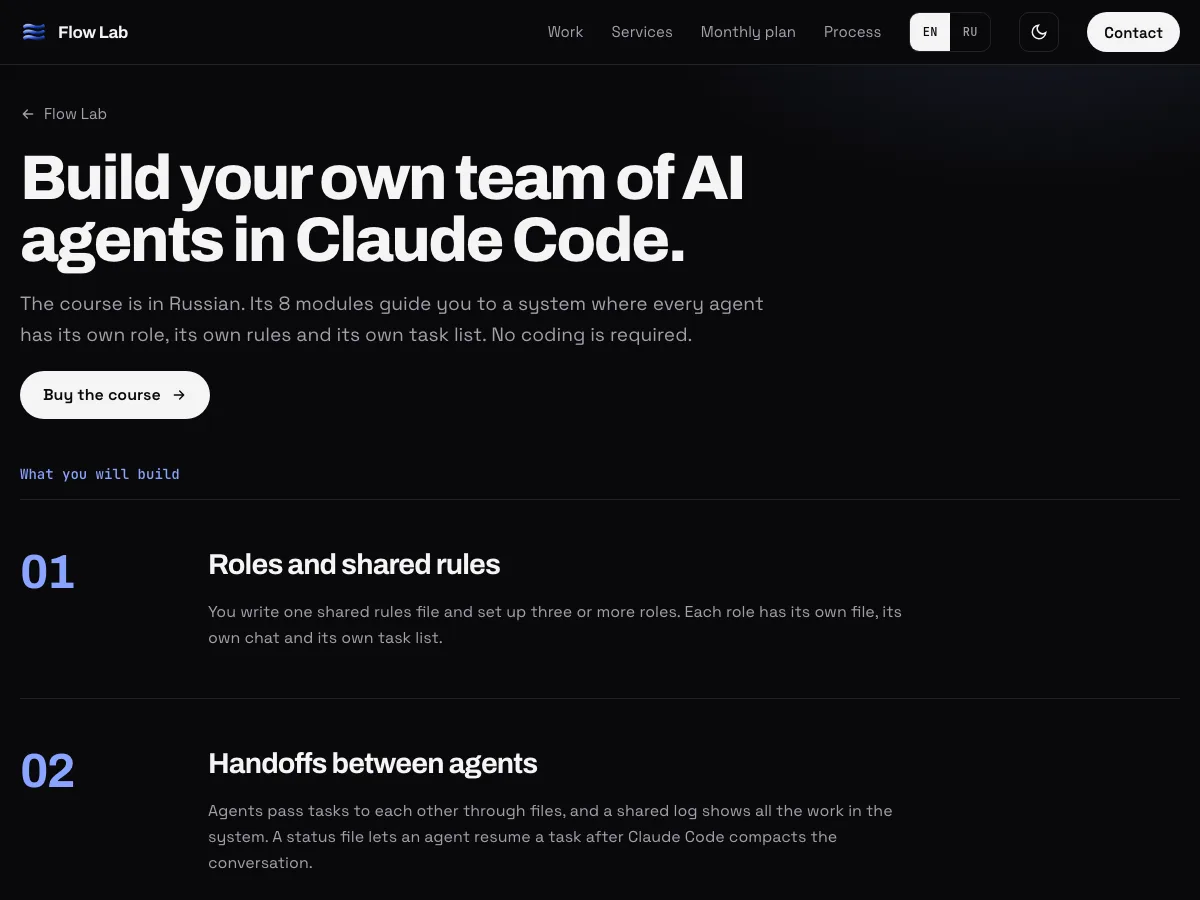 Flow Lab
Work
Services
Monthly plan
Process
EN
RU
Contact
← Flow Lab
Build your own team of AI
agents in Claude Code.
The course is in Russian. Its 8 modules guide you to a system where every agent
has its own role, its own rules and its own task list. No coding is required.
Buy the course →
What you will build
01
Roles and shared rules
You write one shared rules file and set up three or more roles. Each role has its own file, its
own chat and its own task list.
02
Handoffs between agents
Agents pass tasks to each other through files, and a shared log shows all the work in the
system. A status file lets an agent resume a task after Claude Code compacts the
conversation.